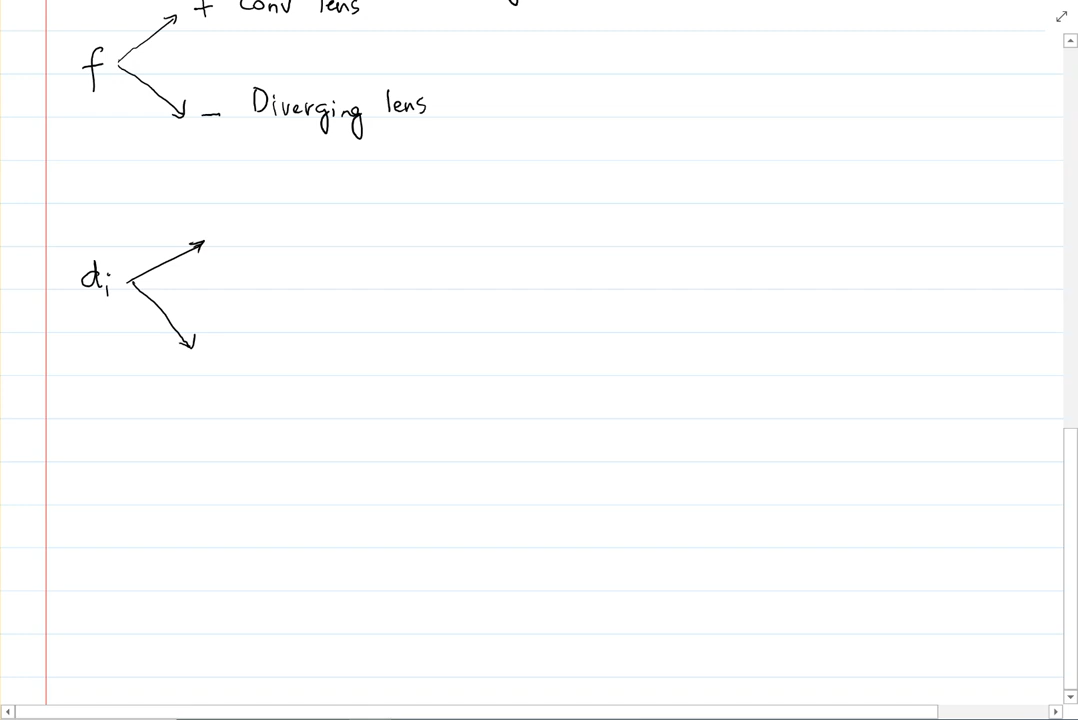 + Conv lens
f
− Diverging lens
di